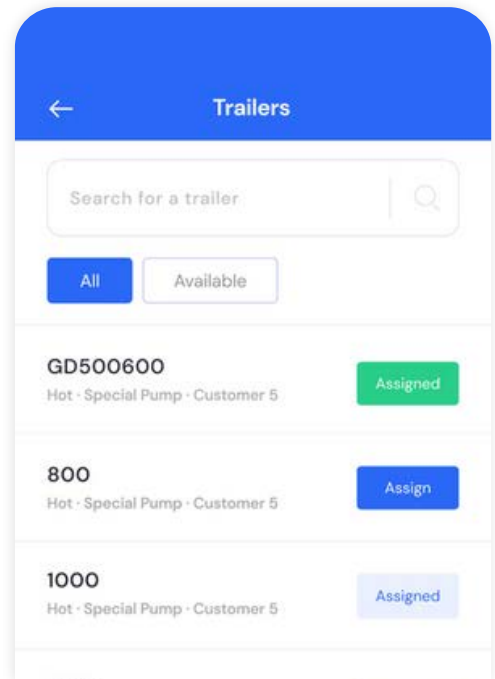 Trailers
Search for a trailer
All
Available
GD500600
Assigned
Hot · Special Pump · Customer 5
800
Assign
Hot · Special Pump · Customer 5
1000
Assigned
Hot · Special Pump · Customer 5